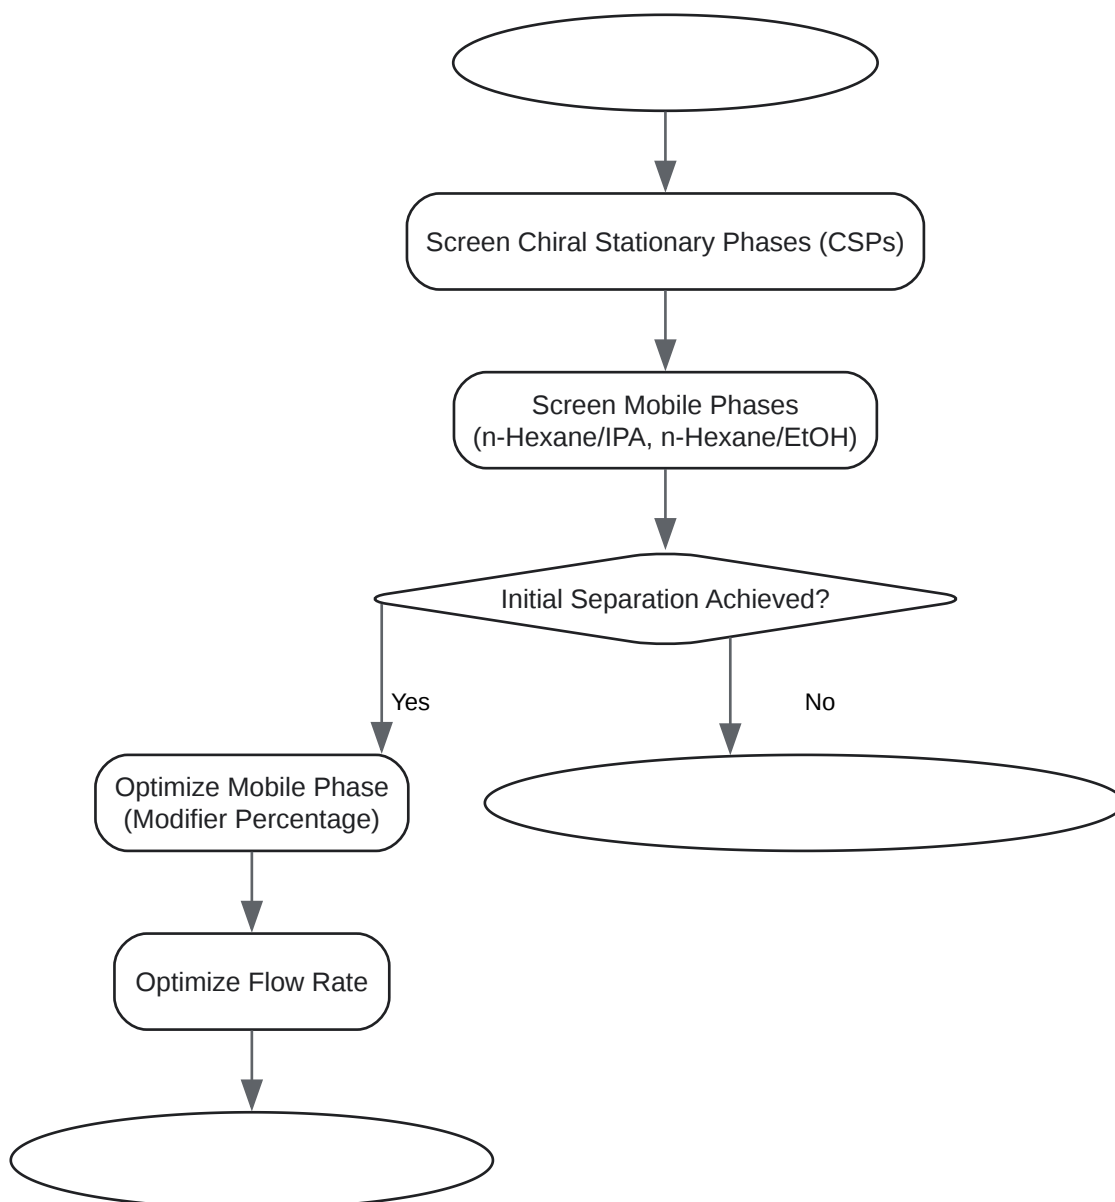 Screen Chiral Stationary Phases (CSPs)
Screen Mobile Phases
(n-Hexane/IPA, n-Hexane/EtOH)
Initial Separation Achieved?
Yes
No
Optimize Mobile Phase
(Modifier Percentage)
Optimize Flow Rate